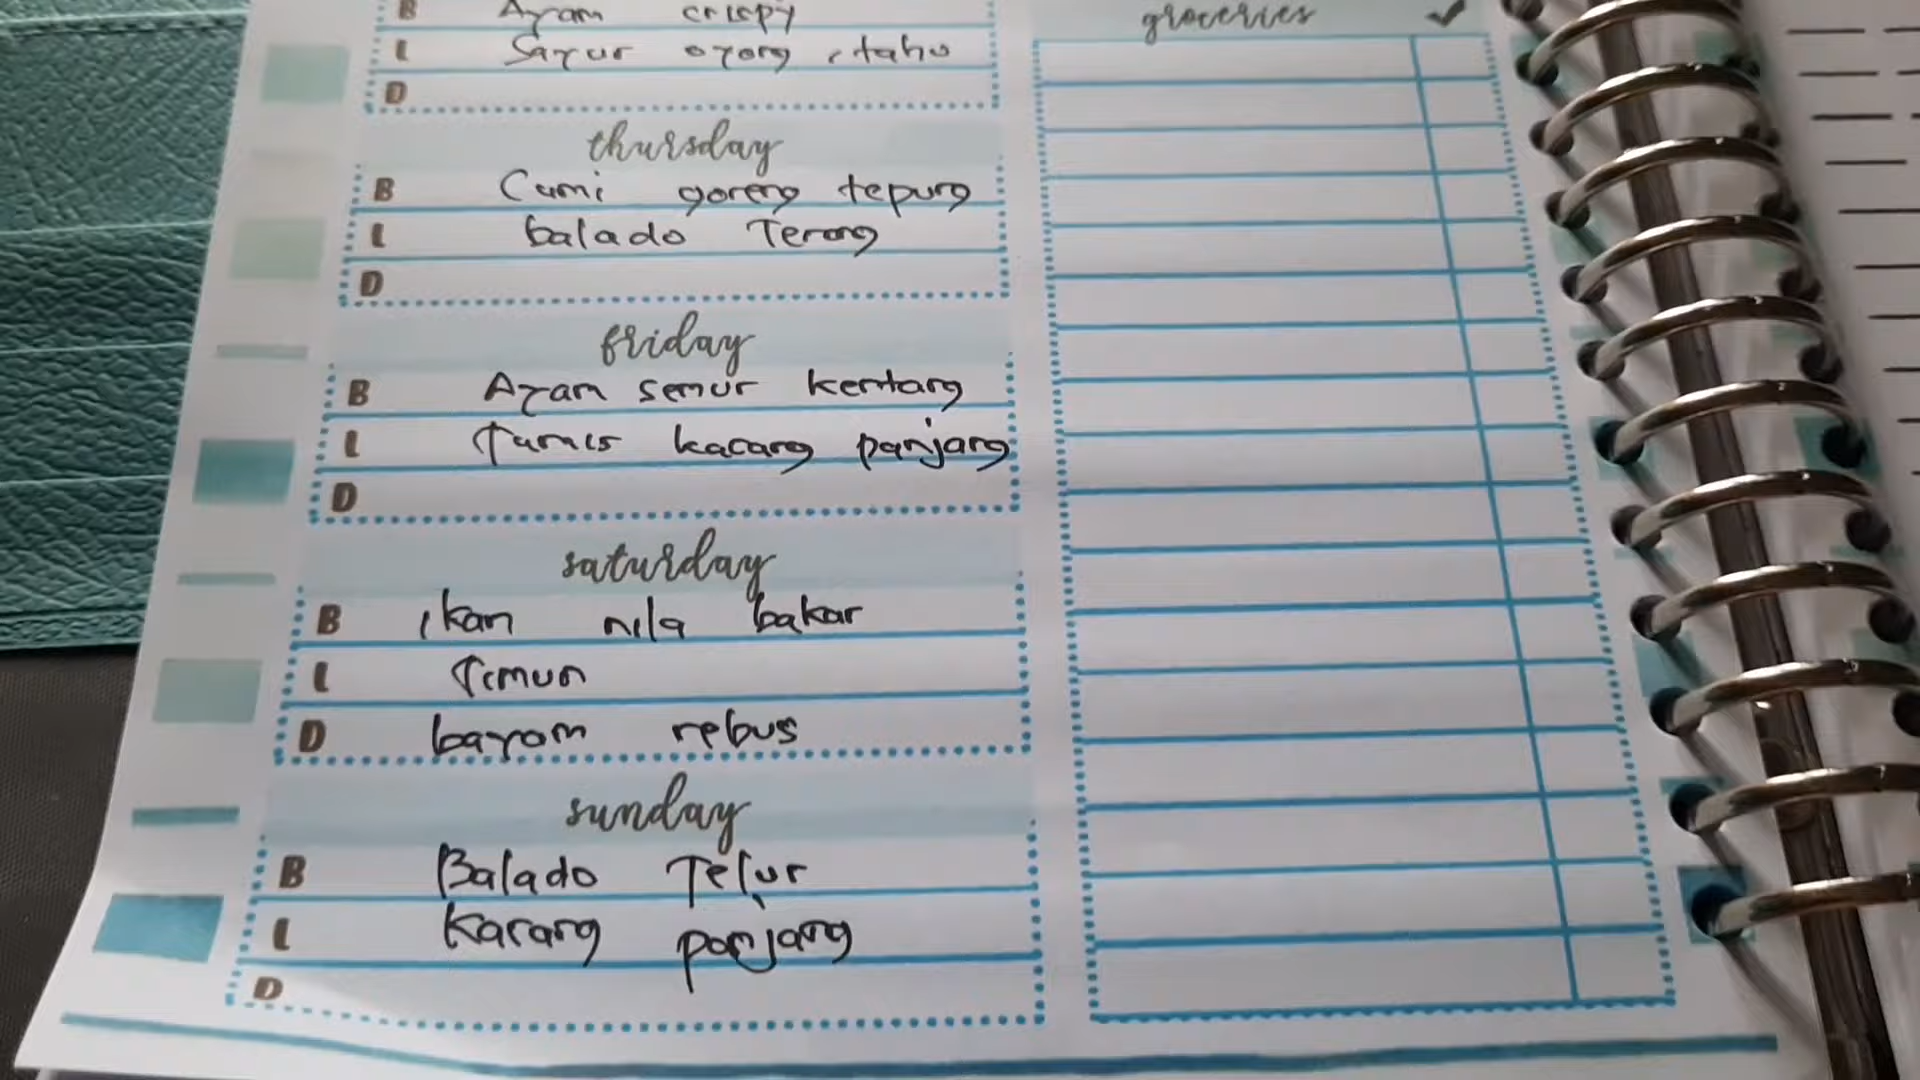 B Ayam crispy
L Sayur oyong, tahu
D
thursday
B Cumi goreng tepung
L balado Terong
D
friday
B Ayam semur kentang
L Tumis kacang panjang
D
saturday
B ikan nila bakar
L Timun
D bayam rebus
sunday
B Balado Telur
L Kacang panjang
D
groceries ✓